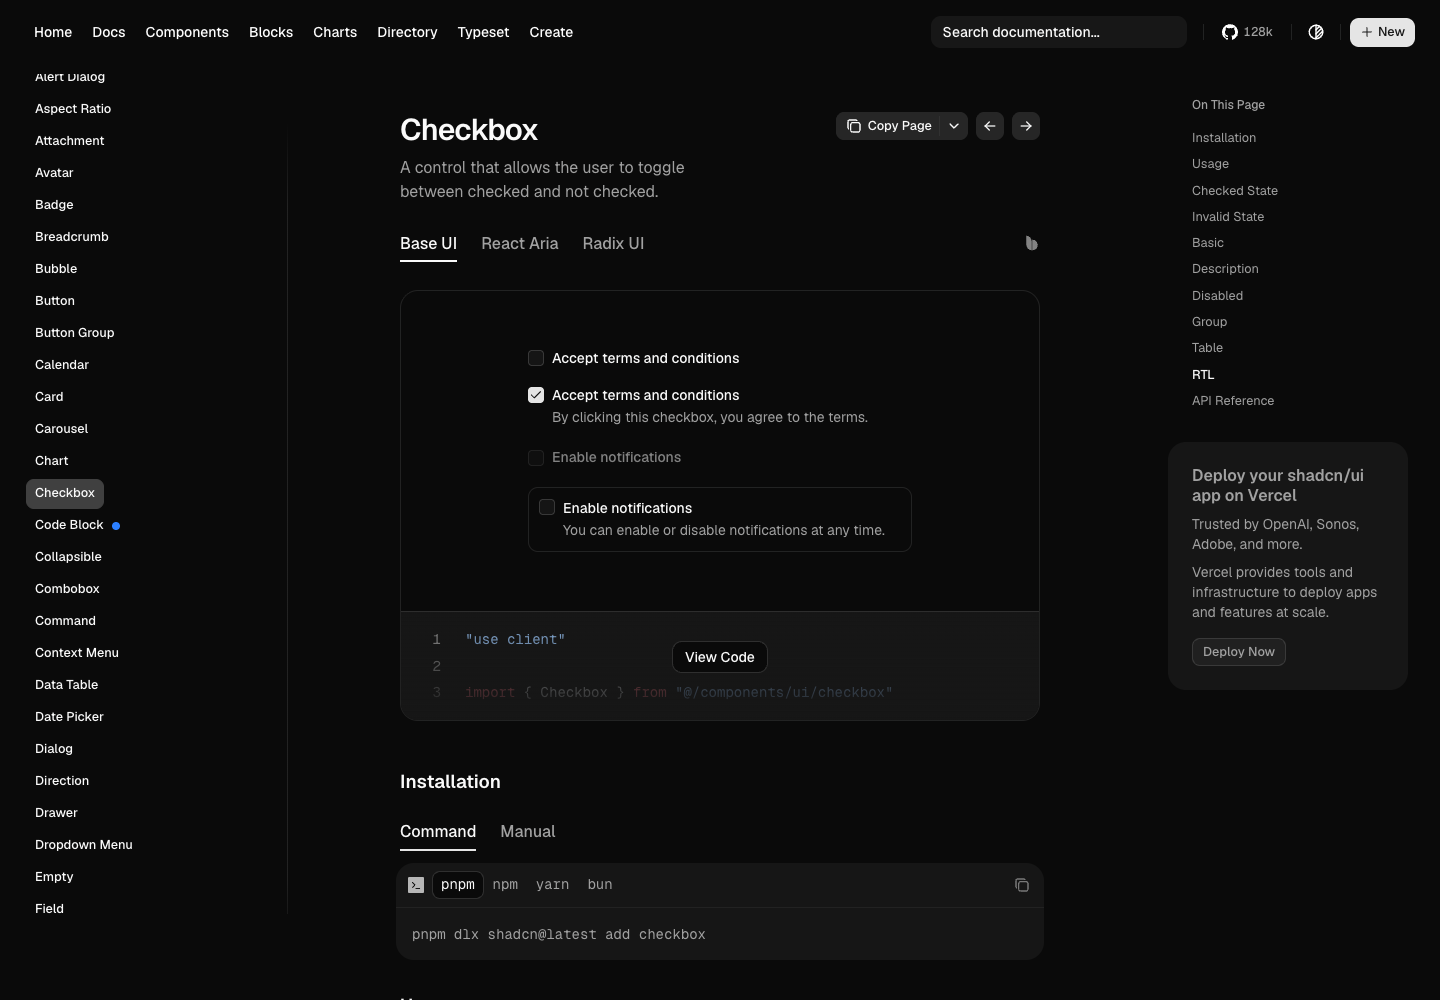 Home
Docs
Components
Blocks
Charts
Directory
Typeset
Create
Search documentation...
128k
New
Alert Dialog
Aspect Ratio
Attachment
Avatar
Badge
Breadcrumb
Bubble
Button
Button Group
Calendar
Card
Carousel
Chart
Checkbox
Code Block
Collapsible
Combobox
Command
Context Menu
Data Table
Date Picker
Dialog
Direction
Drawer
Dropdown Menu
Empty
Field
Checkbox
Copy Page
A control that allows the user to toggle
between checked and not checked.
Base UI
React Aria
Radix UI
Accept terms and conditions
Accept terms and conditions
By clicking this checkbox, you agree to the terms.
Enable notifications
Enable notifications
You can enable or disable notifications at any time.
1 "use client"
2
View Code
3 import { Checkbox } from "@/components/ui/checkbox"
Installation
Command
Manual
pnpm
npm
yarn
bun
pnpm dlx shadcn@latest add checkbox
On This Page
Installation
Usage
Checked State
Invalid State
Basic
Description
Disabled
Group
Table
RTL
API Reference
Deploy your shadcn/ui
app on Vercel
Trusted by OpenAI, Sonos,
Adobe, and more.
Vercel provides tools and
infrastructure to deploy apps
and features at scale.
Deploy Now